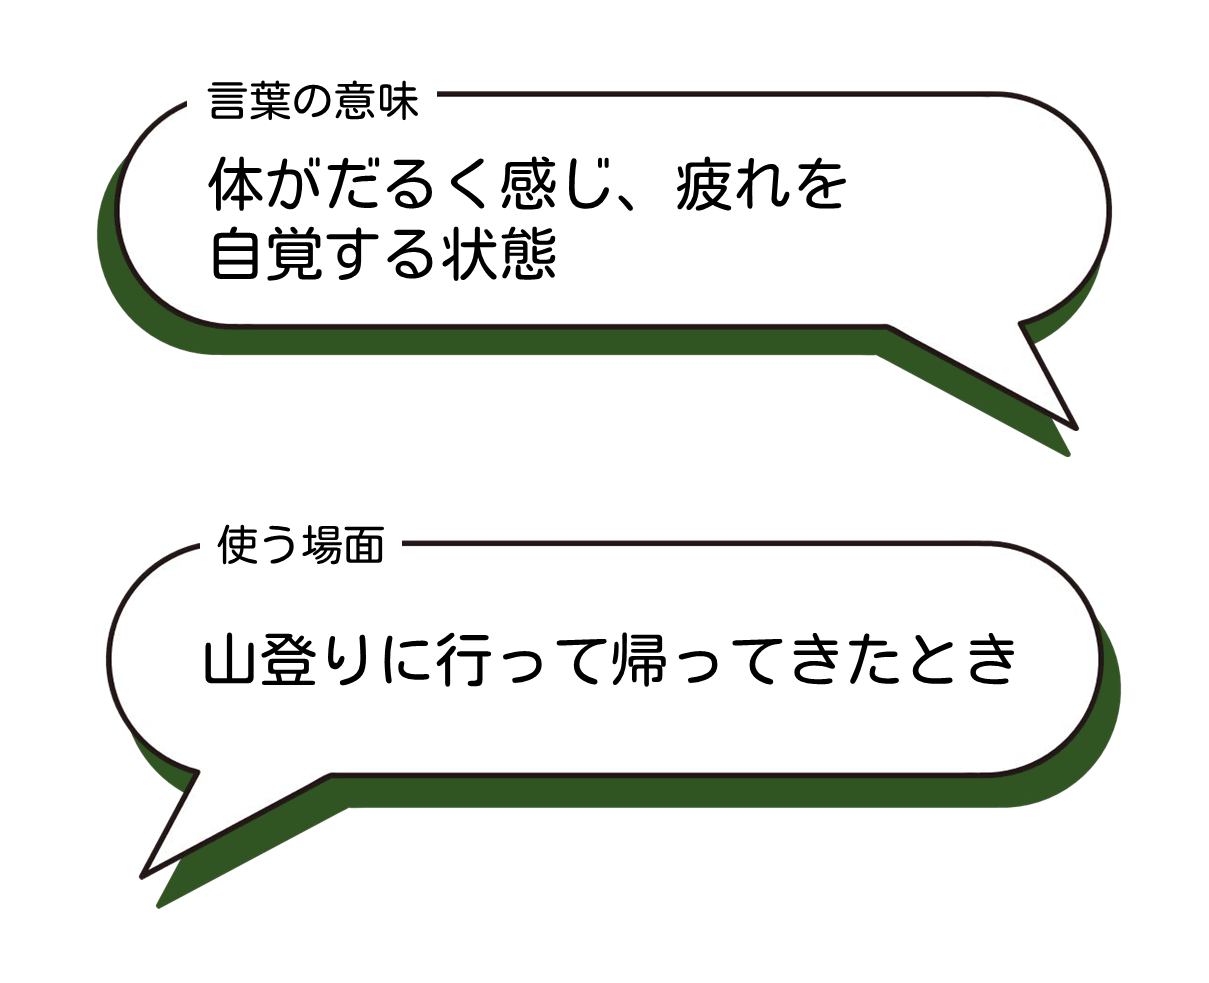 言葉の意味
体がだるく感じ、疲れを
自覚する状態
使う場面
山登りに行って帰ってきたとき